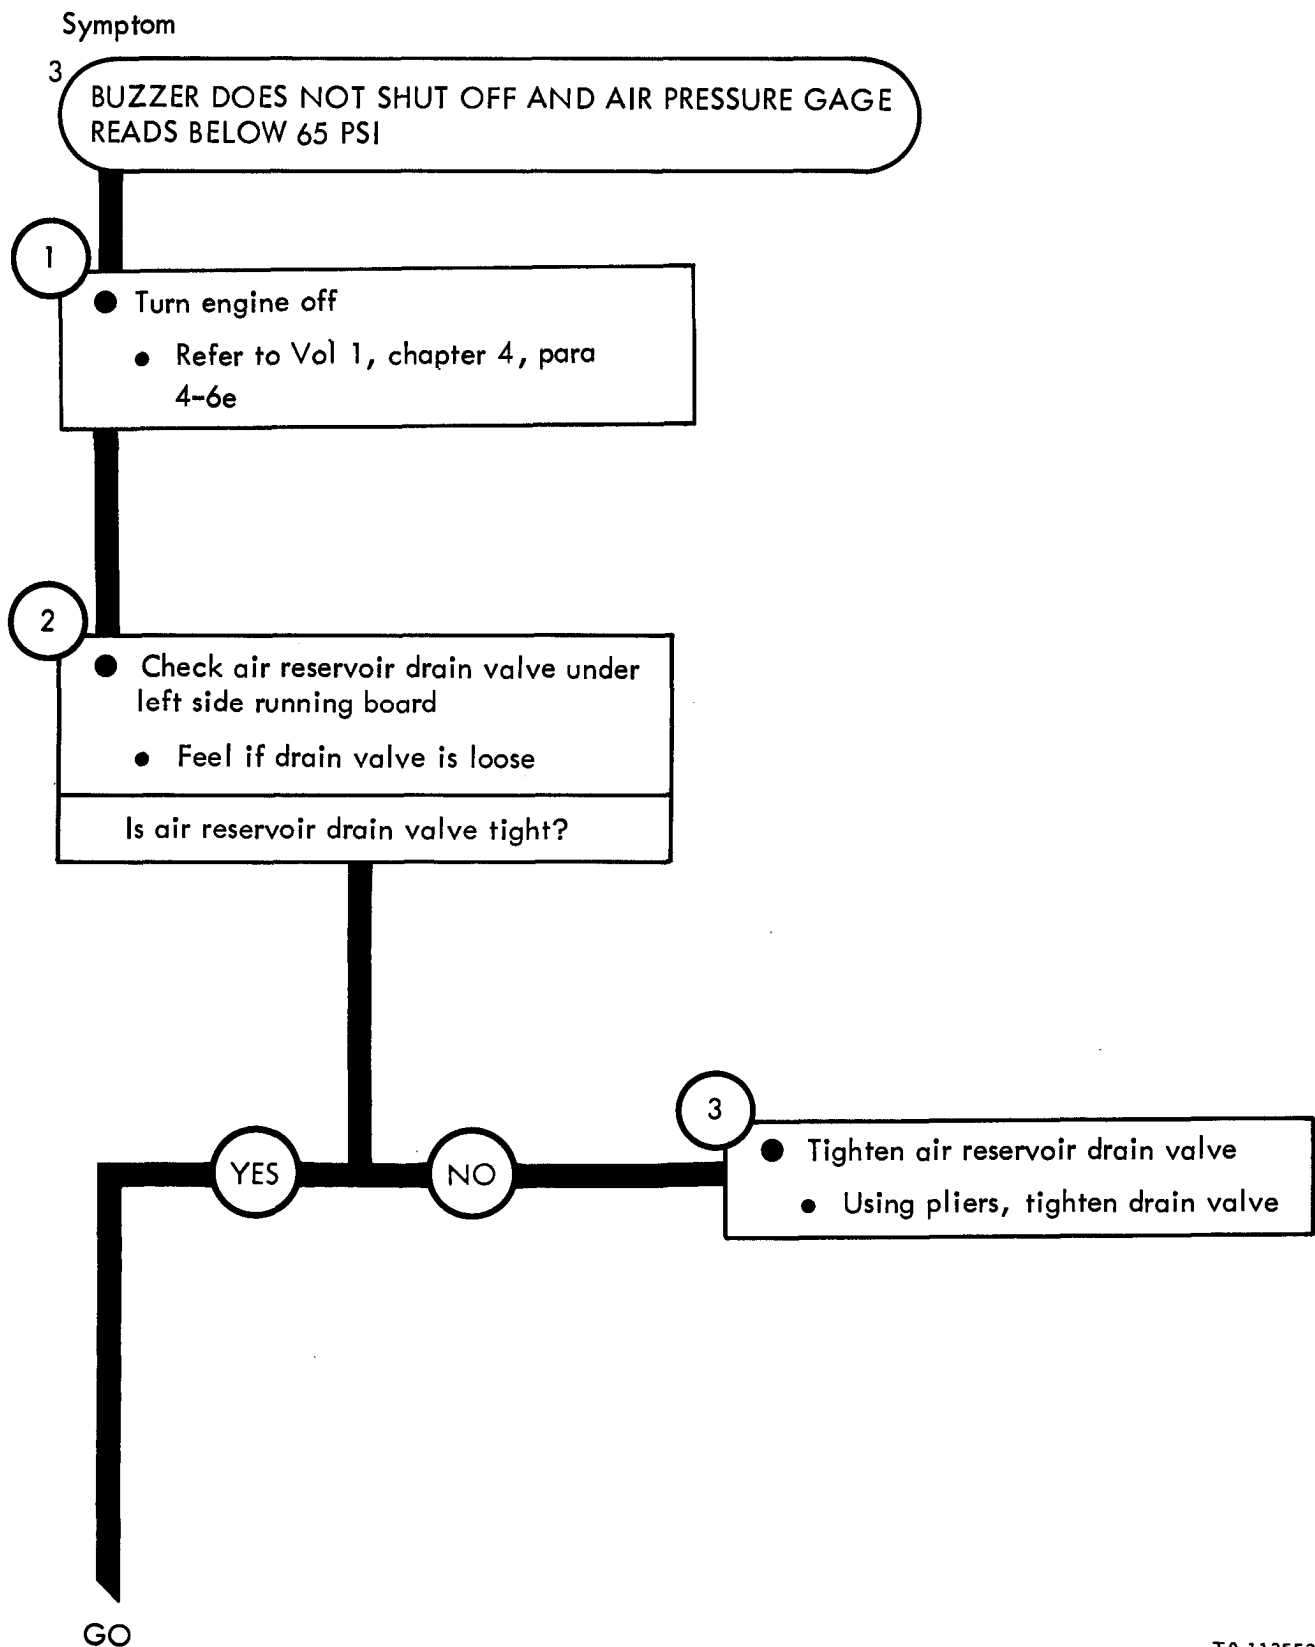 Symptom
3
BUZZER DOES NOT SHUT OFF AND AIR PRESSURE GAGE
READS BELOW 65 PSI
1
● Turn engine off
● Refer to Vol 1, chapter 4, para
4-6e
2
● Check air reservoir drain valve under
left side running board
● Feel if drain valve is loose
Is air reservoir drain valve tight?
3
● Tighten air reservoir drain valve
● Using pliers, tighten drain valve
YES
NO
GO